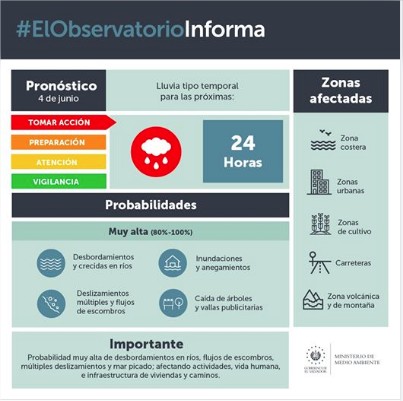 #ElObservatorioInforma
Pronóstico
4 de junio
TOMAR ACCIÓN
PREPARACIÓN
ATENCIÓN
VIGILANCIA
Lluvia tipo temporal
para las próximas:
24
Horas
Probabilidades
Muy alta (80%-100%)
Desbordamientos
y crecidas en ríos
Inundaciones
y anegamientos
Deslizamientos
múltiples y flujos
de escombros
Caída de árboles
y vallas publicitarias
Zonas
afectadas
Zona
costera
Zonas
urbanas
Zonas
de cultivo
Carreteras
Zona volcánica
y de montaña
Importante
Probabilidad muy alta de desbordamientos en ríos, flujos de escombros,
múltiples deslizamientos y mar picado; afectando actividades, vida humana,
e infraestructura de viviendas y caminos.
GOBIERNO DE
EL SALVADOR
MINISTERIO DE
MEDIO AMBIENTE